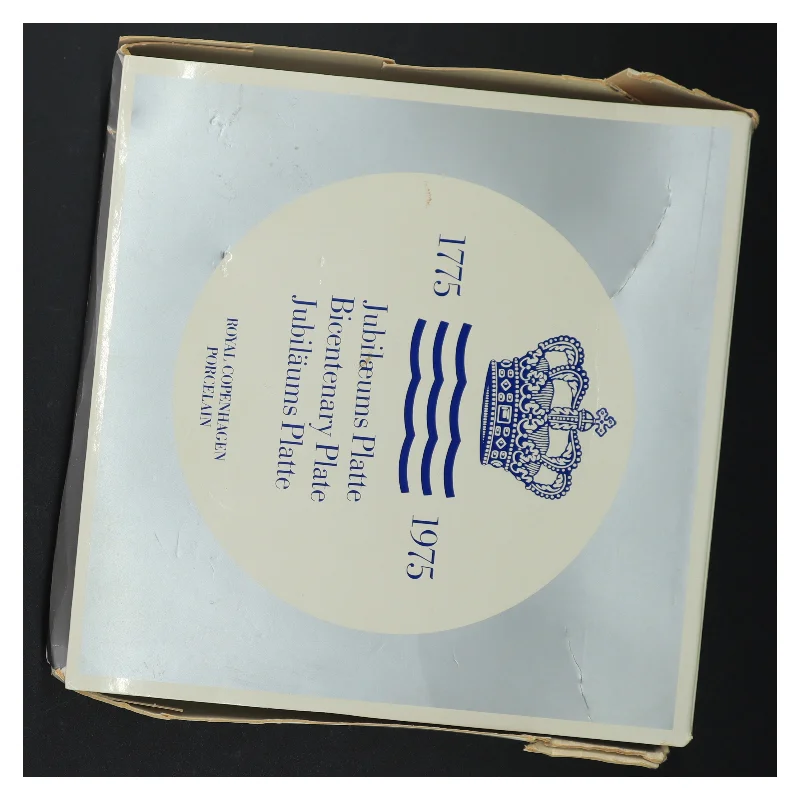 1775 1975
Jubilæums Platte
Bicentenary Plate
Jubiläums Platte
ROYAL COPENHAGEN
PORCELAIN